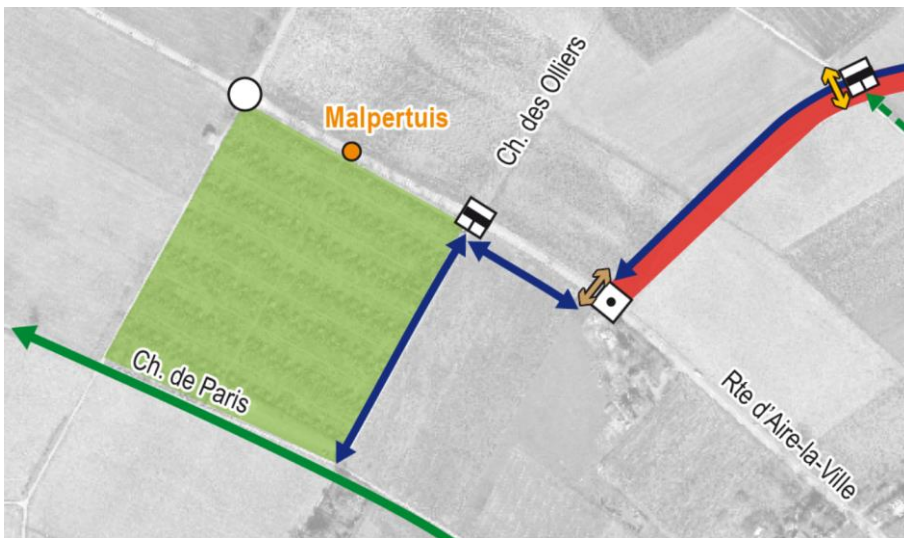 Malpertuis
Ch. des Olliers
Ch. de Paris
Rte d'Aire-la-Ville